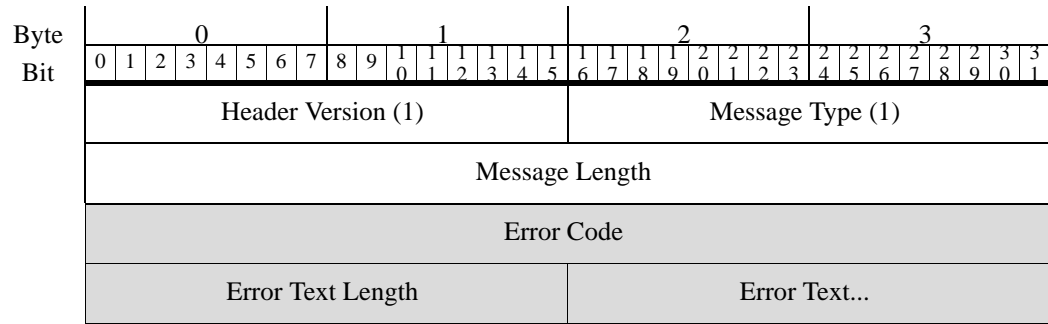 Byte 0 1 2 3
Bit 0 1 2 3 4 5 6 7 8 9 10 11 12 13 14 15 16 17 18 19 20 21 22 23 24 25 26 27 28 29 30 31
Header Version (1) Message Type (1)
Message Length
Error Code
Error Text Length Error Text...